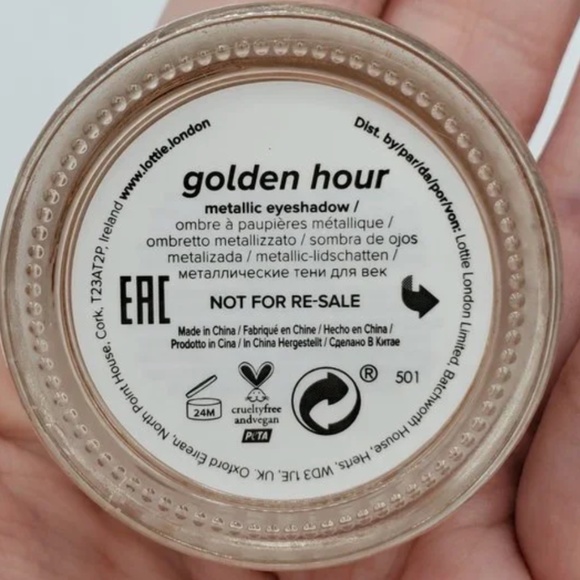 golden hour
metallic eyeshadow /
ombre à paupières métallique /
ombretto metallizzato / sombra de ojos
metalizada / metallic-lidschatten /
металлические тени для век
EAC
NOT FOR RE-SALE
Made in China / Fabriqué en Chine / Hecho en China /
Prodotto in Cina / In China Hergestellt / Сделано В Китае
24M
crueltyfree
andvegan
PETA
®
501
Dist. by/par/da/por/von: Lottie London Limited, Batchworth House, Herts, WD3 1JE, UK. Oxford Eirean, North Point House, Cork, T23AT2P, Ireland www.lottie.london